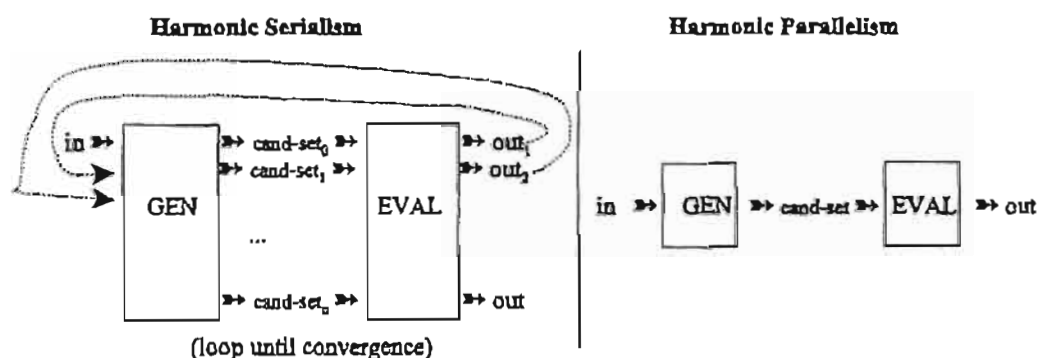 Harmonic Serialism
Harmonic Parallelism
in cand-set₀ out₁
cand-set₁ out₂
GEN EVAL
...
cand-setₙ out
(loop until convergence)
in GEN cand-set EVAL out